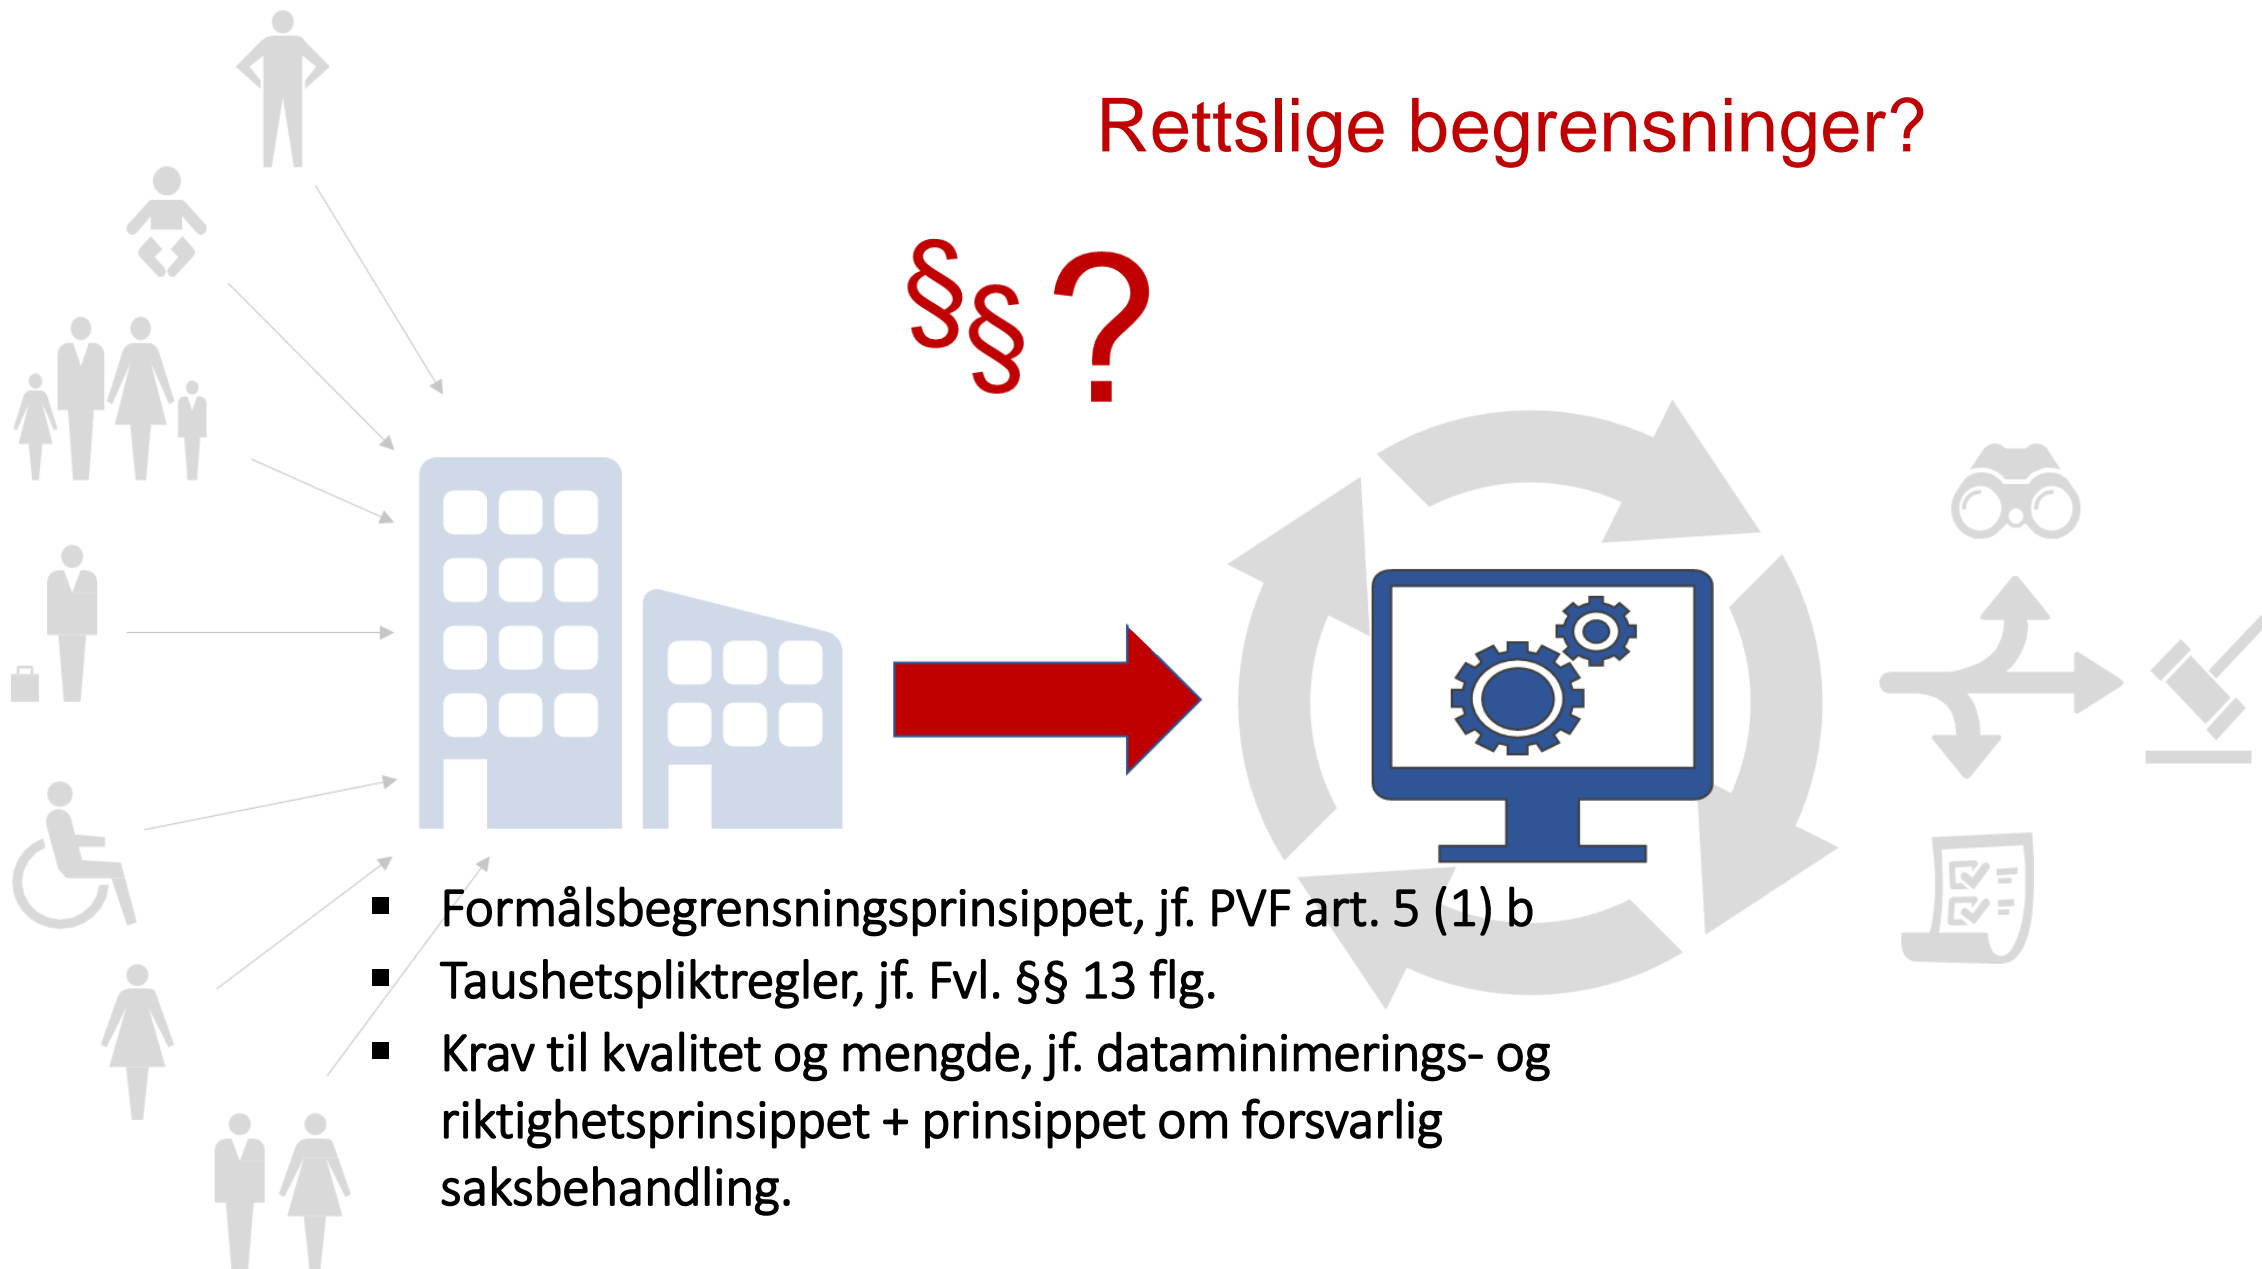 Rettslige begrensninger?
§§?
▪ Formålsbegrensningsprinsippet, jf. PVF art. 5 (1) b
▪ Taushetspliktregler, jf. Fvl. §§ 13 flg.
▪ Krav til kvalitet og mengde, jf. dataminimerings- og
riktighetsprinsippet + prinsippet om forsvarlig
saksbehandling.